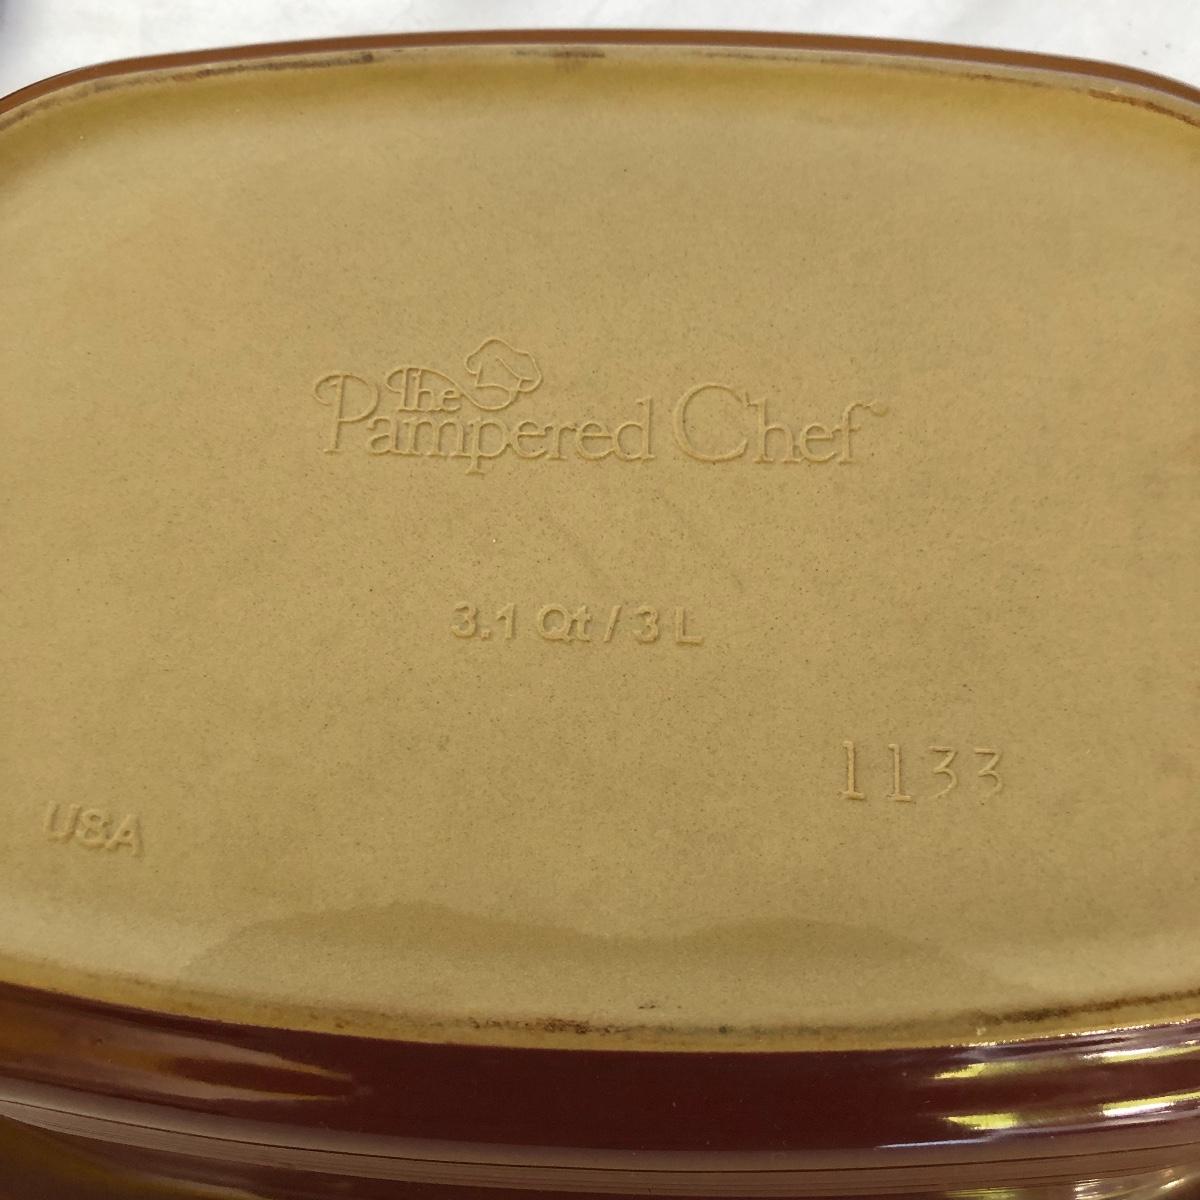 The
Pampered Chef
3.1 Qt / 3 L
1133
USA